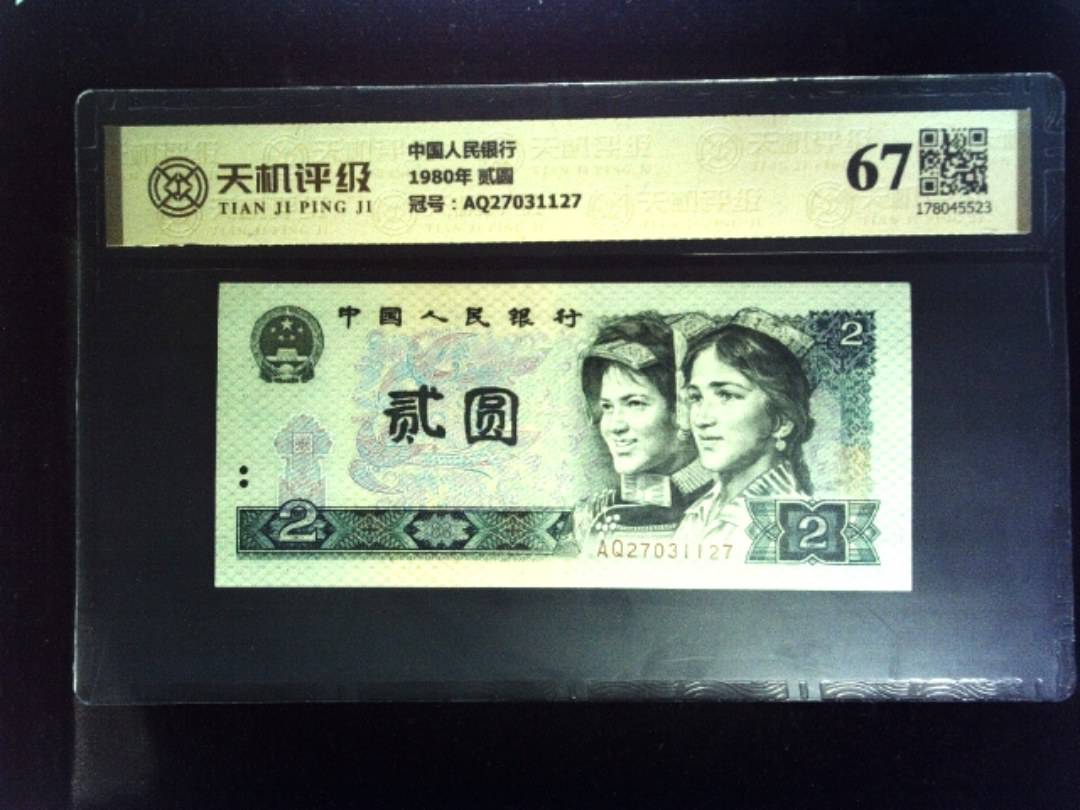 天机评级
TIAN JI PING JI
中国人民银行
1980年 贰圆
冠号：AQ27031127
67
178045523
中国人民银行
2
贰圆
2
AQ27031127
2